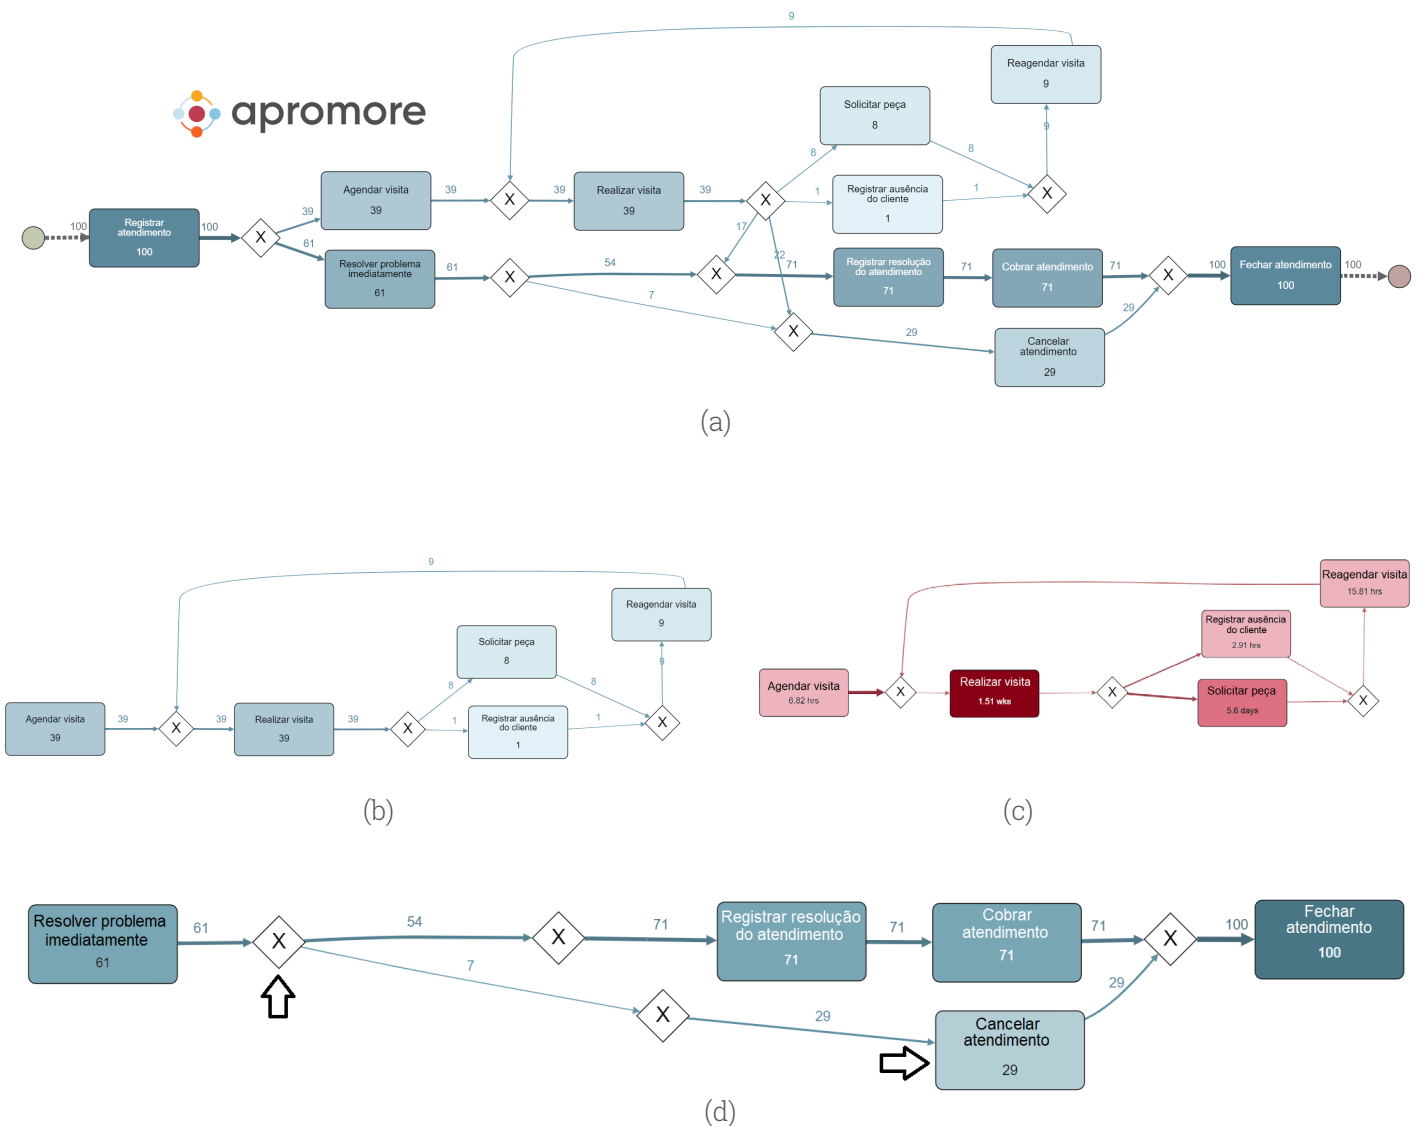 9
Reagendar visita
9
apromore
Solicitar peça
8
9
8
8
Agendar visita
39
39
39
Realizar visita
39
39
1
Registrar ausência
do cliente
1
1
39
100
Registrar
atendimento
100
100
X
X
X
X
61
Resolver problema
imediatamente
61
61
X
54
17
22
X
71
Registrar resolução
do atendimento
71
71
Cobrar atendimento
71
71
X
100
Fechar atendimento
100
100
7
X
29
Cancelar
atendimento
29
29
(a)
9
Reagendar visita
9
Solicitar peça
8
9
8
8
Agendar visita
39
39
X
39
Realizar visita
39
39
X
1
Registrar ausência
do cliente
1
1
X
(b)
Reagendar visita
15.81 hrs
Registrar ausência
do cliente
2.91 hrs
Agendar visita
6.82 hrs
X
Realizar visita
1.51 wks
X
Solicitar peça
5.6 days
X
(c)
Resolver problema
imediatamente
61
61
X
54
X
71
Registrar resolução
do atendimento
71
71
Cobrar
atendimento
71
71
X
100
Fechar
atendimento
100
7
X
29
Cancelar
atendimento
29
29
(d)